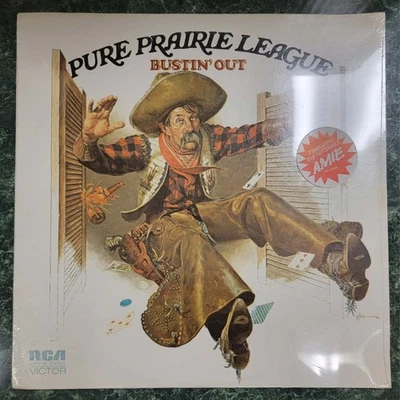 PURE PRAIRIE LEAGUE
BUSTIN' OUT
AMIE
RCA
VICTOR